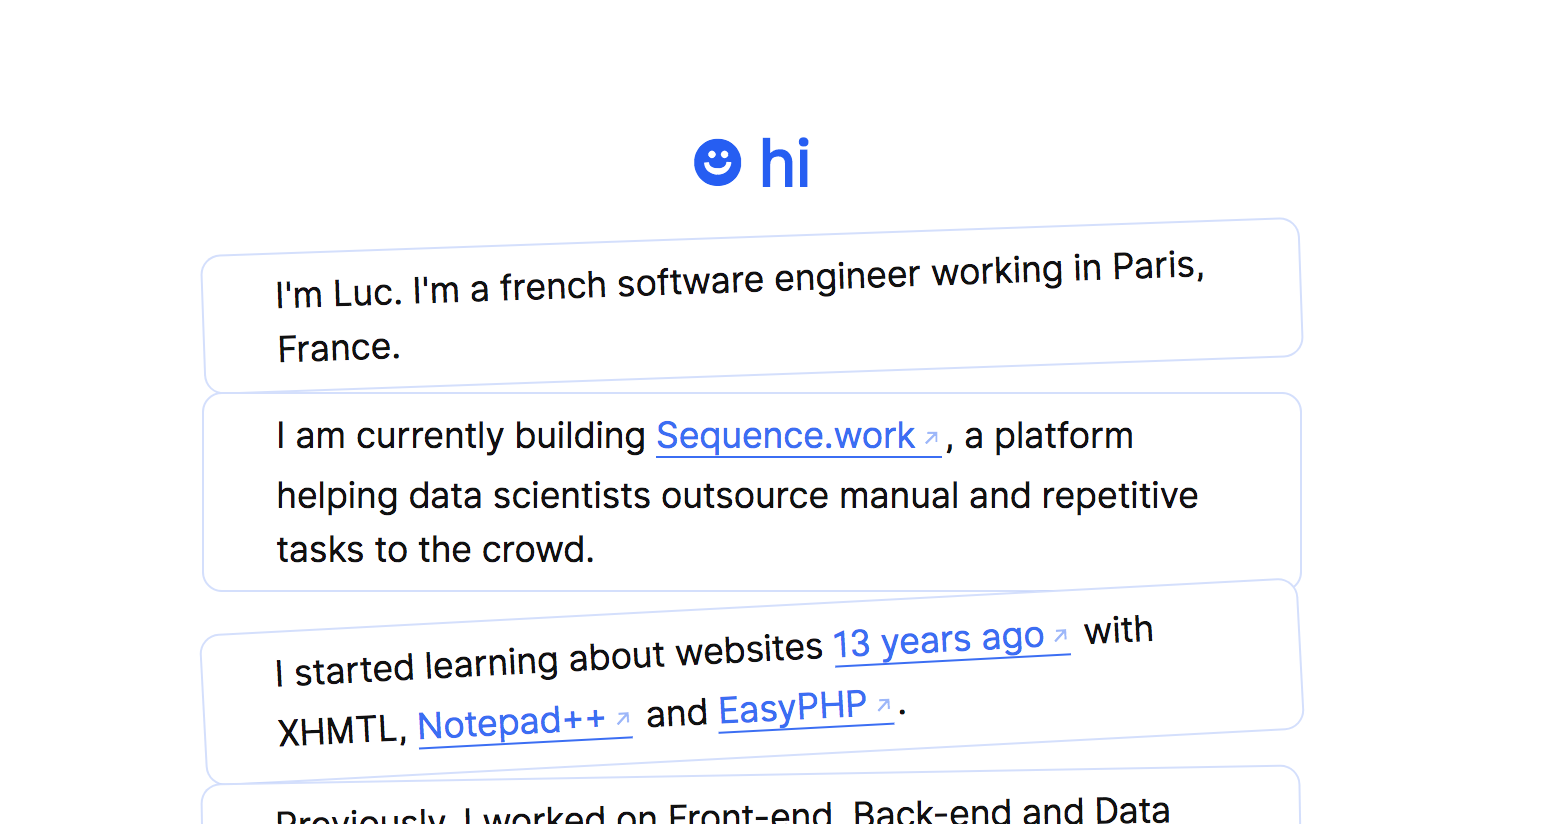 hi
I'm Luc. I'm a french software engineer working in Paris,
France.
I am currently building Sequence.work ↗, a platform
helping data scientists outsource manual and repetitive
tasks to the crowd.
I started learning about websites 13 years ago ↗ with
XHMTL, Notepad++ ↗ and EasyPHP ↗.
Previously, I worked on Front-end, Back-end and Data